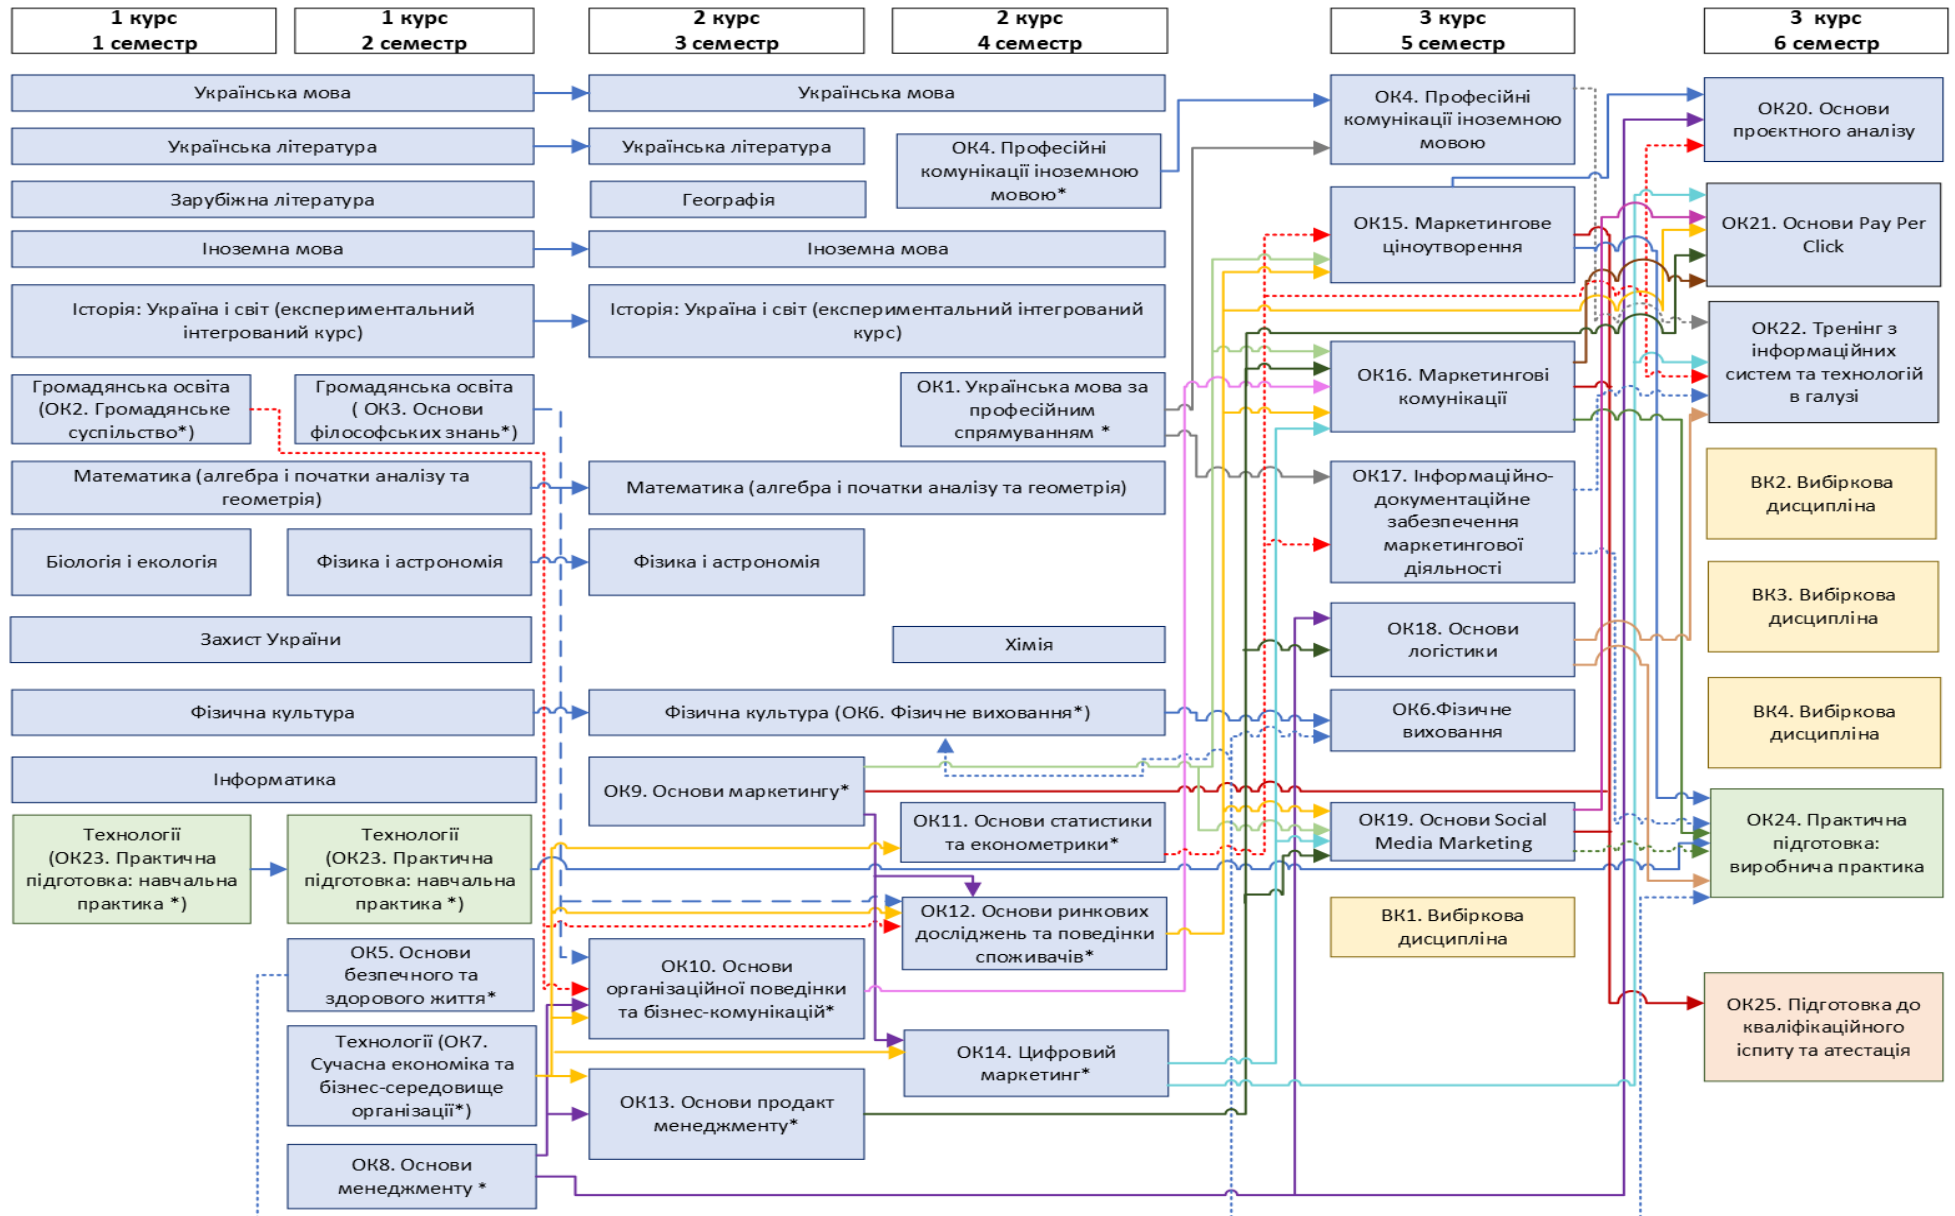 1 курс
1 семестр
1 курс
2 семестр
2 курс
3 семестр
2 курс
4 семестр
3 курс
5 семестр
3 курс
6 семестр
Українська мова
Українська література
Зарубіжна література
Іноземна мова
Історія: Україна і світ (експериментальний
інтегрований курс)
Громадянська освіта
(ОК2. Громадянське
суспільство*)
Громадянська освіта
( ОК3. Основи
філософських знань*)
Математика (алгебра і початки аналізу та
геометрія)
Біологія і екологія
Фізика і астрономія
Захист України
Фізична культура
Інформатика
Технології
(ОК23. Практична
підготовка: навчальна
практика *)
Технології
(ОК23. Практична
підготовка: навчальна
практика *)
ОК5. Основи
безпечного та
здорового життя*
Технології (ОК7.
Сучасна економіка та
бізнес-середовище
організації*)
ОК8. Основи
менеджменту *
Українська мова
Українська література
Географія
Іноземна мова
Історія: Україна і світ (експериментальний інтегрований
курс)
Математика (алгебра і початки аналізу та геометрія)
Фізика і астрономія
Фізична культура (ОК6. Фізичне виховання*)
ОК9. Основи маркетингу*
ОК10. Основи
організаційної поведінки
та бізнес-комунікацій*
ОК13. Основи продакт
менеджменту*
ОК4. Професійні
комунікації іноземною
мовою*
ОК1. Українська мова за
професійним
спрямуванням *
Хімія
ОК11. Основи статистики
та економетрики*
ОК12. Основи ринкових
досліджень та поведінки
споживачів*
ОК14. Цифровий
маркетинг*
ОК4. Професійні
комунікації іноземною
мовою
ОК15. Маркетингове
ціноутворення
ОК16. Маркетингові
комунікації
ОК17. Інформаційно-
документаційне
забезпечення
маркетингової
діяльності
ОК18. Основи
логістики
ОК6.Фізичне
виховання
ОК19. Основи Social
Media Marketing
ВК1. Вибіркова
дисципліна
ОК20. Основи
проєктного аналізу
ОК21. Основи Pay Per
Click
ОК22. Тренінг з
інформаційних
систем та технологій
в галузі
ВК2. Вибіркова
дисципліна
ВК3. Вибіркова
дисципліна
ВК4. Вибіркова
дисципліна
ОК24. Практична
підготовка:
виробнича практика
ОК25. Підготовка до
кваліфікаційного
іспиту та атестація